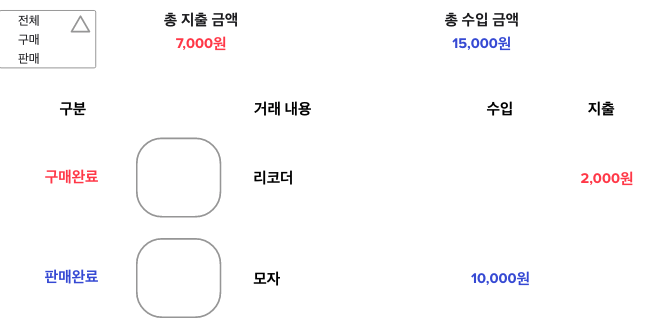 전체
구매
판매
총 지출 금액
7,000원
총 수입 금액
15,000원
구분 거래 내용 수입 지출
구매완료 리코더 2,000원
판매완료 모자 10,000원